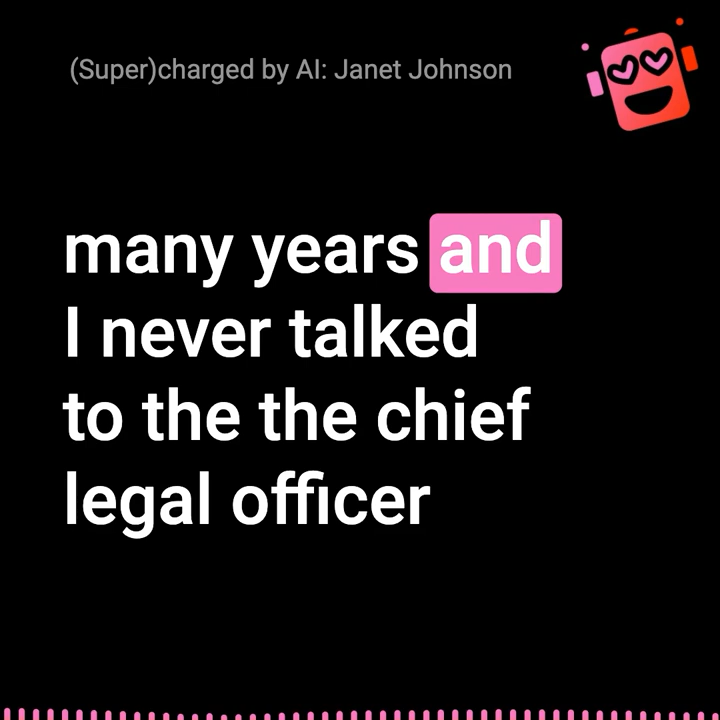 (Super)charged by AI: Janet Johnson
many years and
I never talked
to the the chief
legal officer